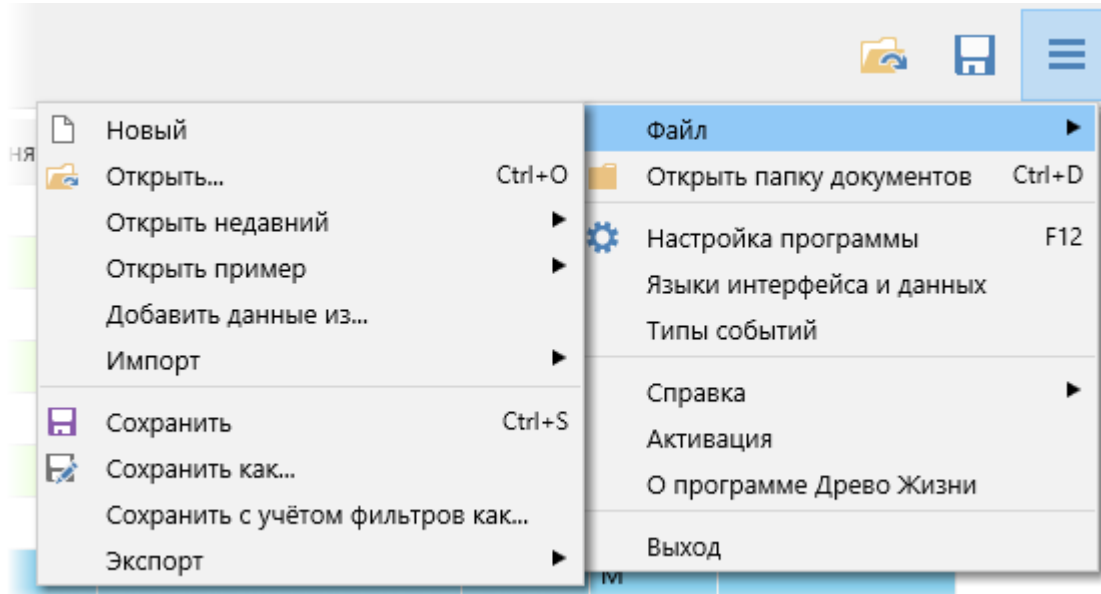 Новый
Открыть... Ctrl+O
Открыть недавний
Открыть пример
Добавить данные из...
Импорт
Сохранить Ctrl+S
Сохранить как...
Сохранить с учётом фильтров как...
Экспорт
Файл
Открыть папку документов Ctrl+D
Настройка программы F12
Языки интерфейса и данных
Типы событий
Справка
Активация
О программе Древо Жизни
Выход